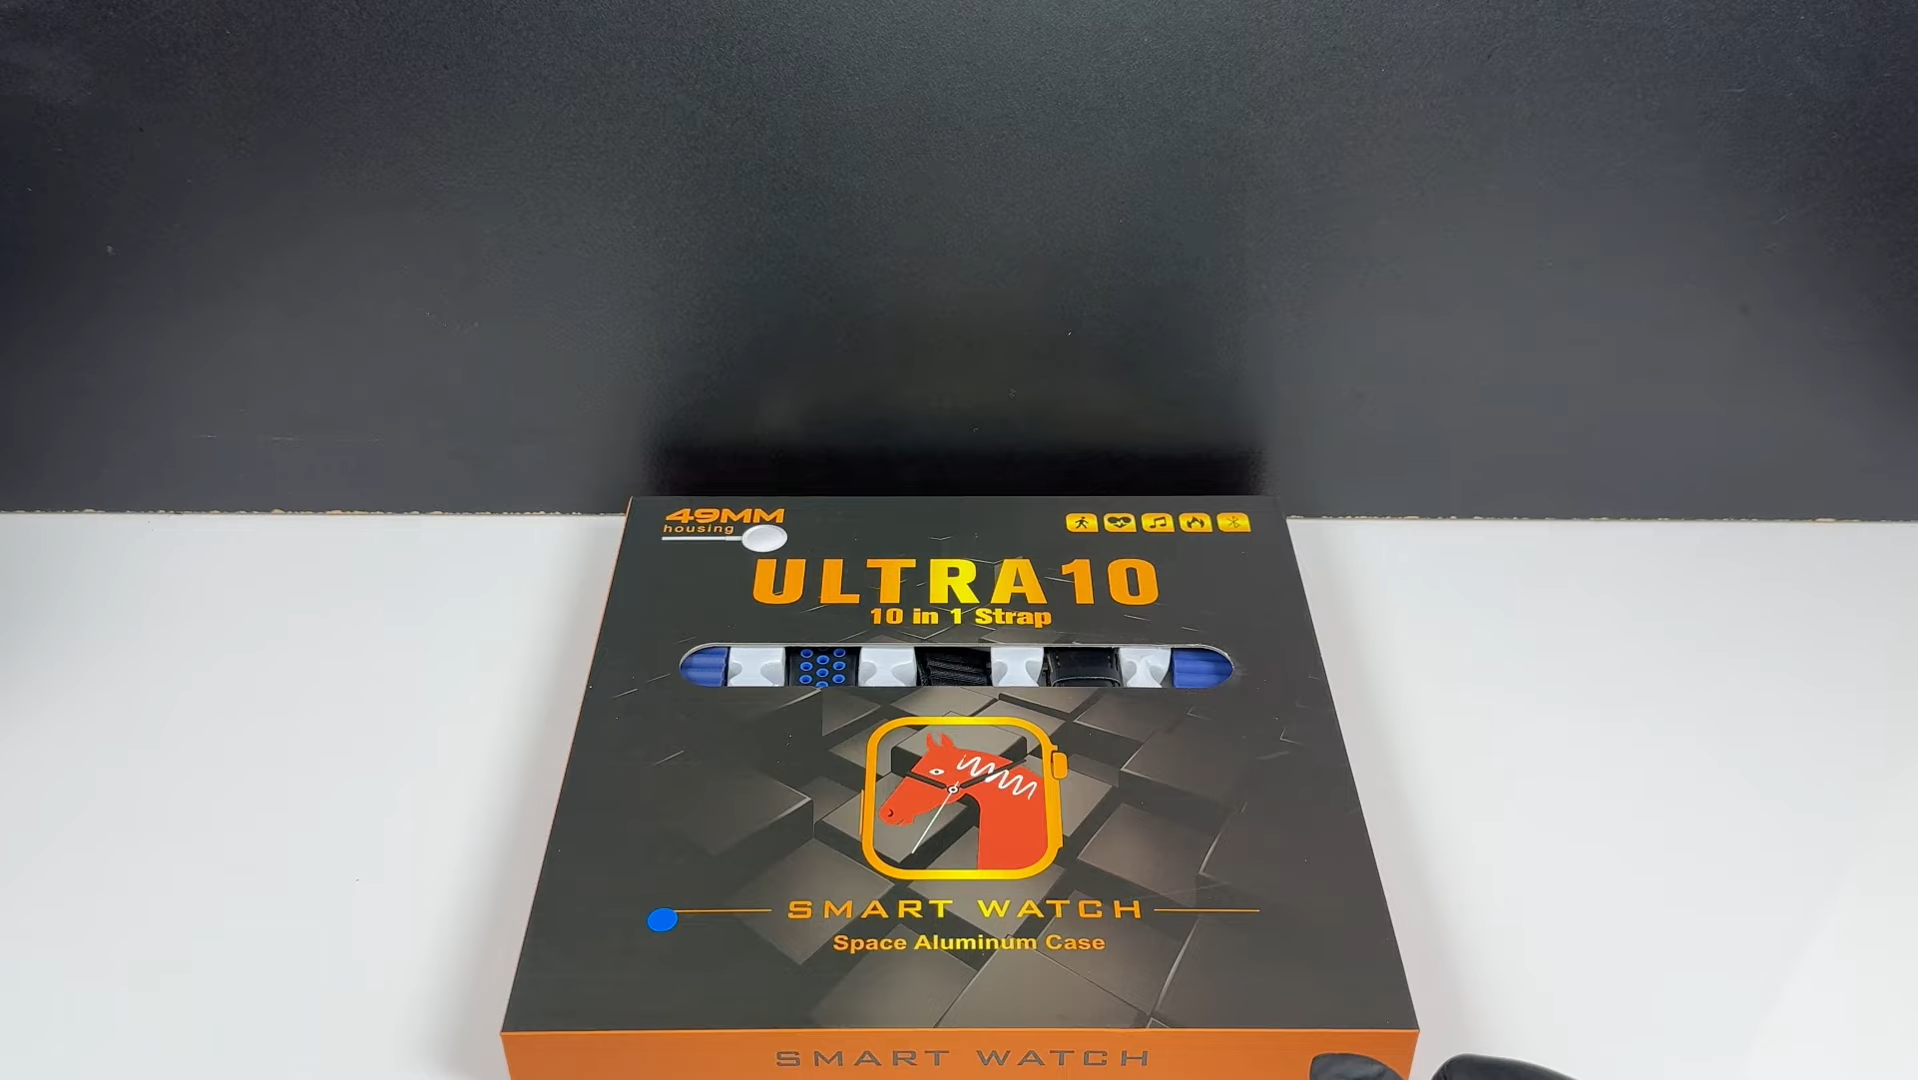 49MM
housing
ULTRA10
10 in 1 Strap
SMART WATCH
Space Aluminum Case
SMART WATCH